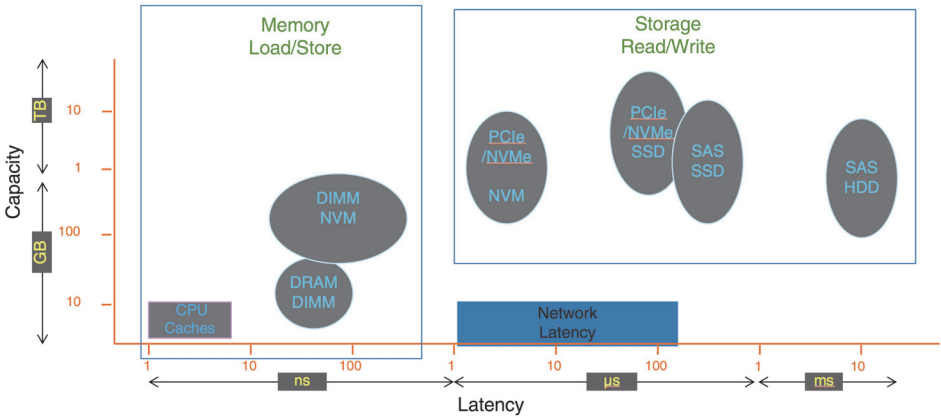 Memory
Load/Store
Storage
Read/Write
Capacity
TB
GB
10
1
100
10
DIMM
NVM
DRAM
DIMM
CPU
Caches
PCIe
/NVMe
NVM
PCIe
/NVMe
SSD
SAS
SSD
SAS
HDD
Network
Latency
1
10
100
1
10
100
1
10
ns
µs
ms
Latency